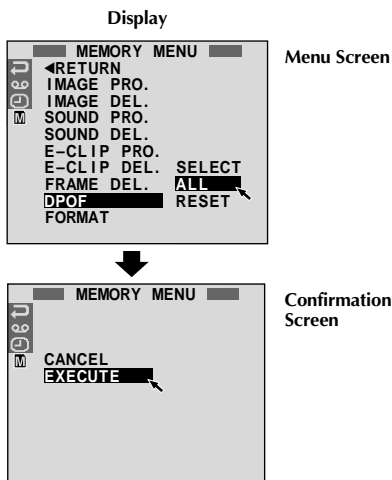 Display
MEMORY MENU
Menu Screen
◄RETURN
IMAGE PRO.
IMAGE DEL.
M SOUND PRO.
SOUND DEL.
E–CLIP PRO.
E–CLIP DEL. SELECT
FRAME DEL. ALL
DPOF RESET
FORMAT
MEMORY MENU
Confirmation
Screen
M CANCEL
EXECUTE